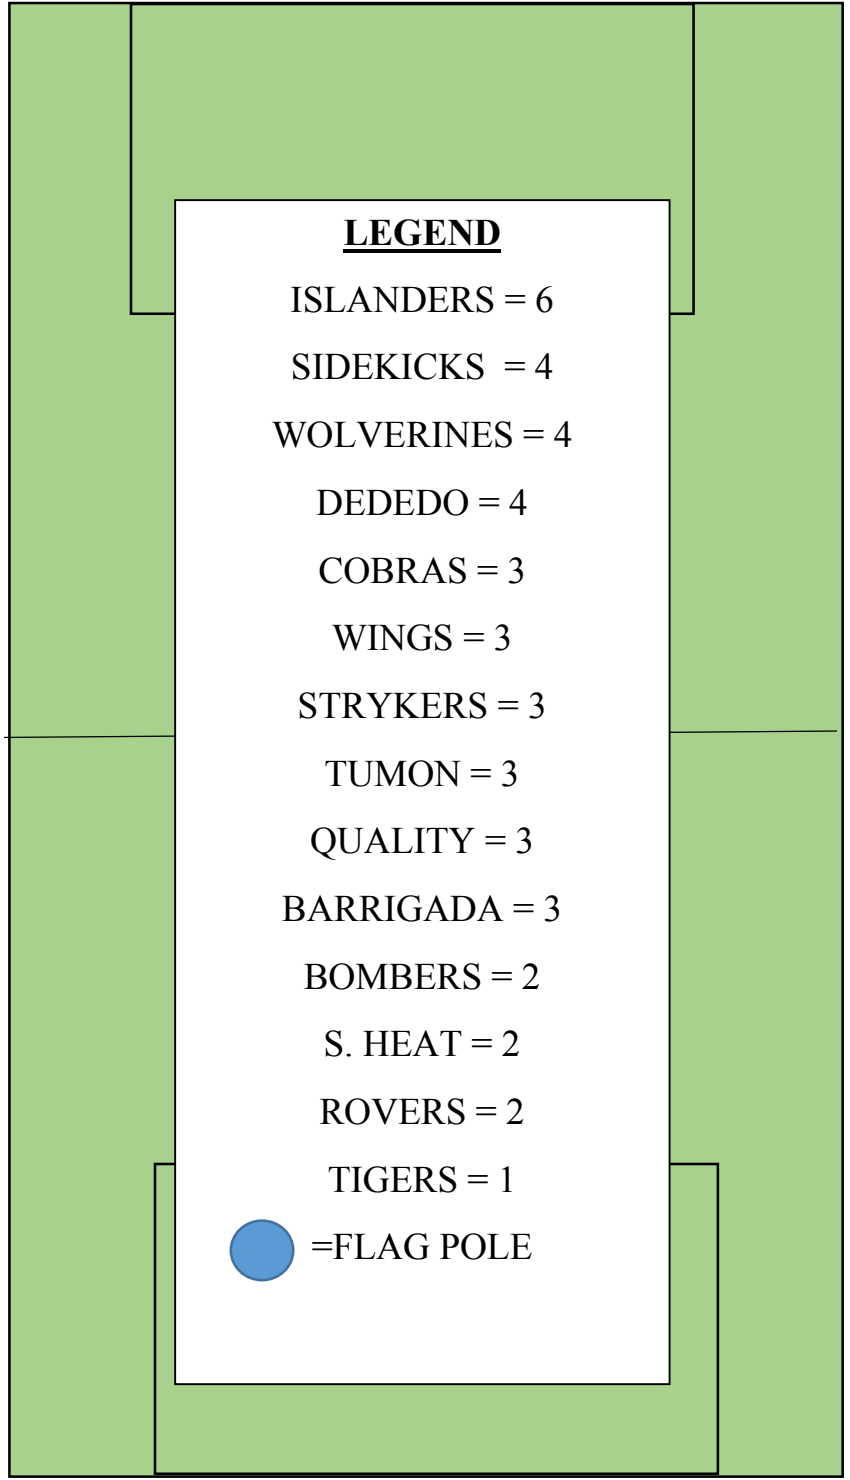 LEGEND
ISLANDERS = 6
SIDEKICKS  = 4
WOLVERINES = 4
DEDEDO = 4
COBRAS = 3
WINGS = 3
STRYKERS = 3
TUMON = 3
QUALITY = 3
BARRIGADA = 3
BOMBERS = 2
S. HEAT = 2
ROVERS = 2
TIGERS = 1
=FLAG POLE